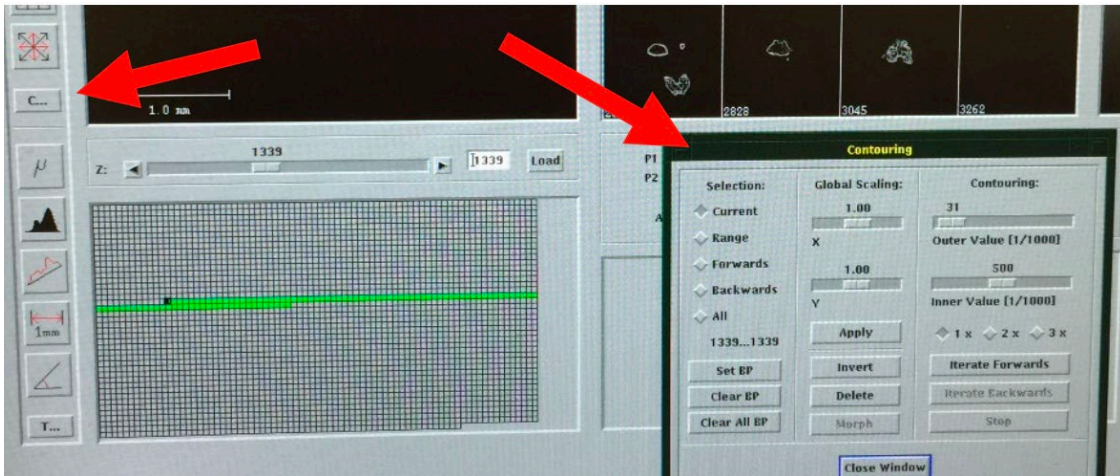 C...
1.0 mm
2828
3045
3262
1339
Z:
1339
Load
P1
P2
1mm
T...
Contouring
Selection:
Current
Range
Forwards
Backwards
All
1339...1339
Set BP
Clear BP
Clear All BP
Global Scaling:
1.00
X
1.00
Y
Apply
Invert
Delete
Morph
Contouring:
31
Outer Value [1/1000]
500
Inner Value [1/1000]
1 x 2 x 3 x
Iterate Forwards
Iterate Backwards
Stop
Close Window